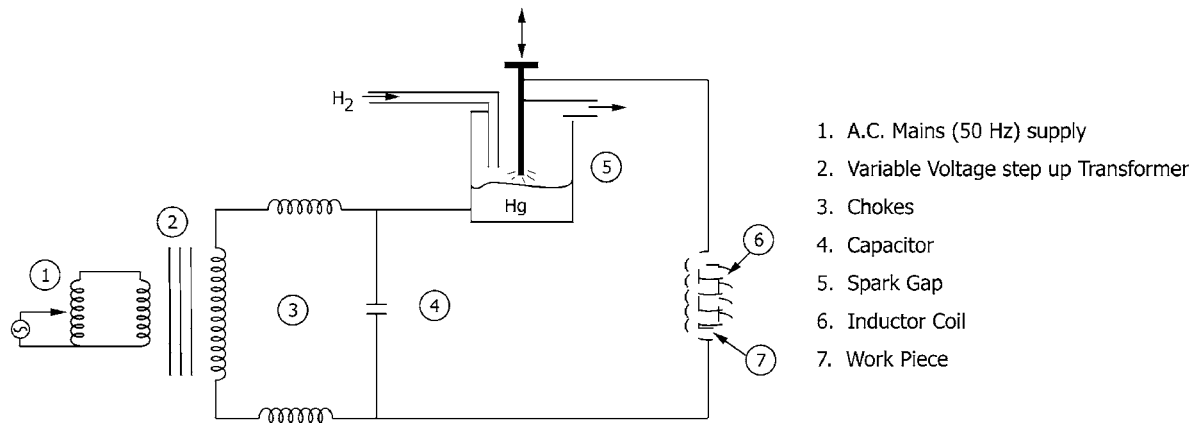 H2
Hg
1
2
3
4
5
6
7
1. A.C. Mains (50 Hz) supply
2. Variable Voltage step up Transformer
3. Chokes
4. Capacitor
5. Spark Gap
6. Inductor Coil
7. Work Piece